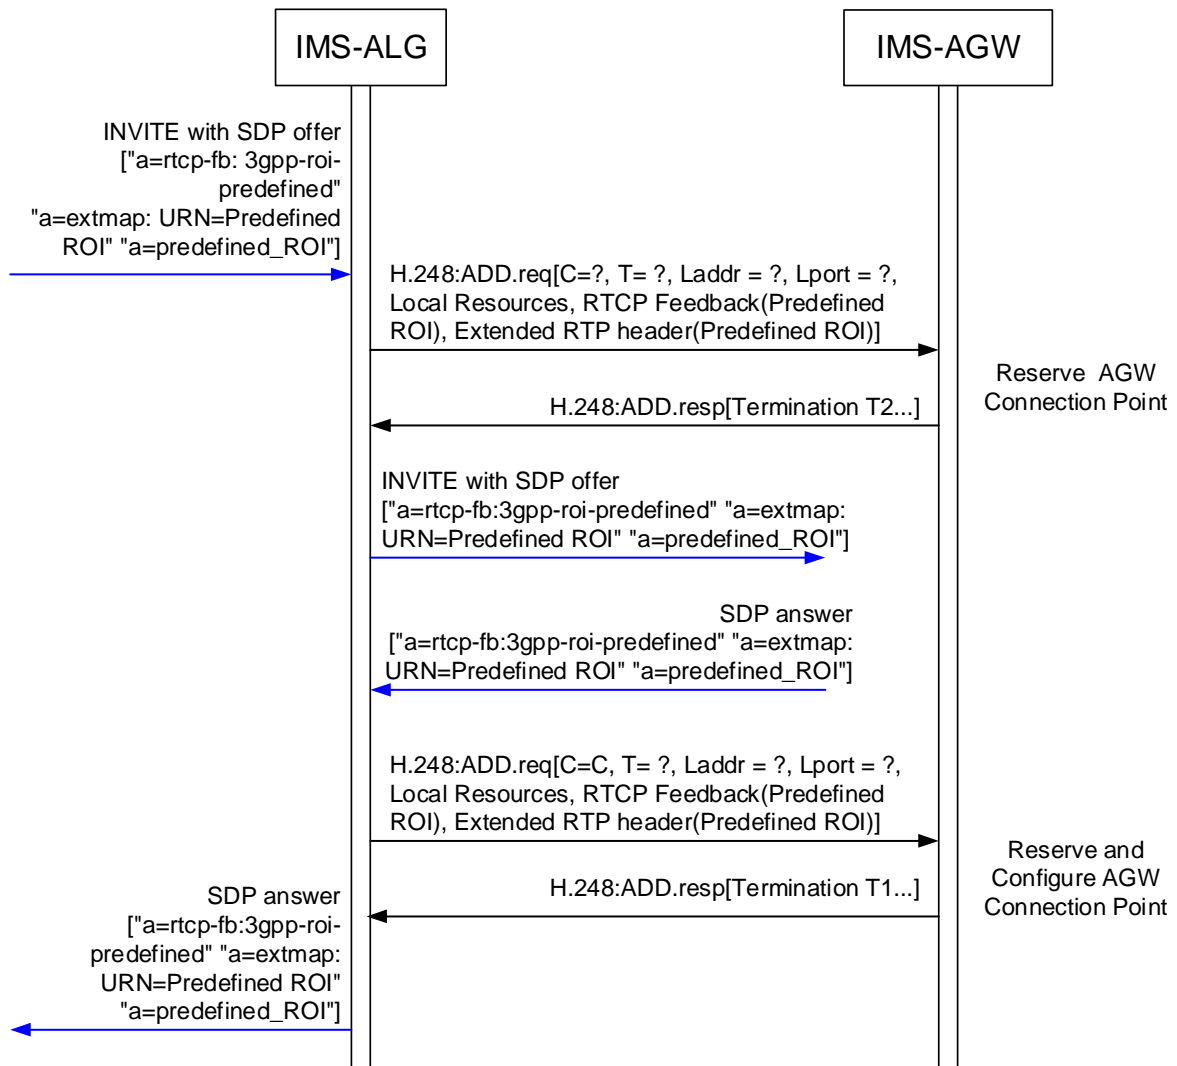 IMS-ALG
IMS-AGW
INVITE with SDP offer
["a=rtcp-fb: 3gpp-roi-
predefined"
"a=extmap: URN=Predefined
ROI" "a=predefined_ROI"]
H.248:ADD.req[C=?, T= ?, Laddr = ?, Lport = ?,
Local Resources, RTCP Feedback(Predefined
ROI), Extended RTP header(Predefined ROI)]
Reserve  AGW
Connection Point
H.248:ADD.resp[Termination T2...]
INVITE with SDP offer
["a=rtcp-fb:3gpp-roi-predefined" "a=extmap:
URN=Predefined ROI" "a=predefined_ROI"]
SDP answer
["a=rtcp-fb:3gpp-roi-predefined" "a=extmap:
URN=Predefined ROI" "a=predefined_ROI"]
H.248:ADD.req[C=C, T= ?, Laddr = ?, Lport = ?,
Local Resources, RTCP Feedback(Predefined
ROI), Extended RTP header(Predefined ROI)]
Reserve and
Configure AGW
Connection Point
H.248:ADD.resp[Termination T1...]
SDP answer
["a=rtcp-fb:3gpp-roi-
predefined" "a=extmap:
URN=Predefined ROI"
"a=predefined_ROI"]